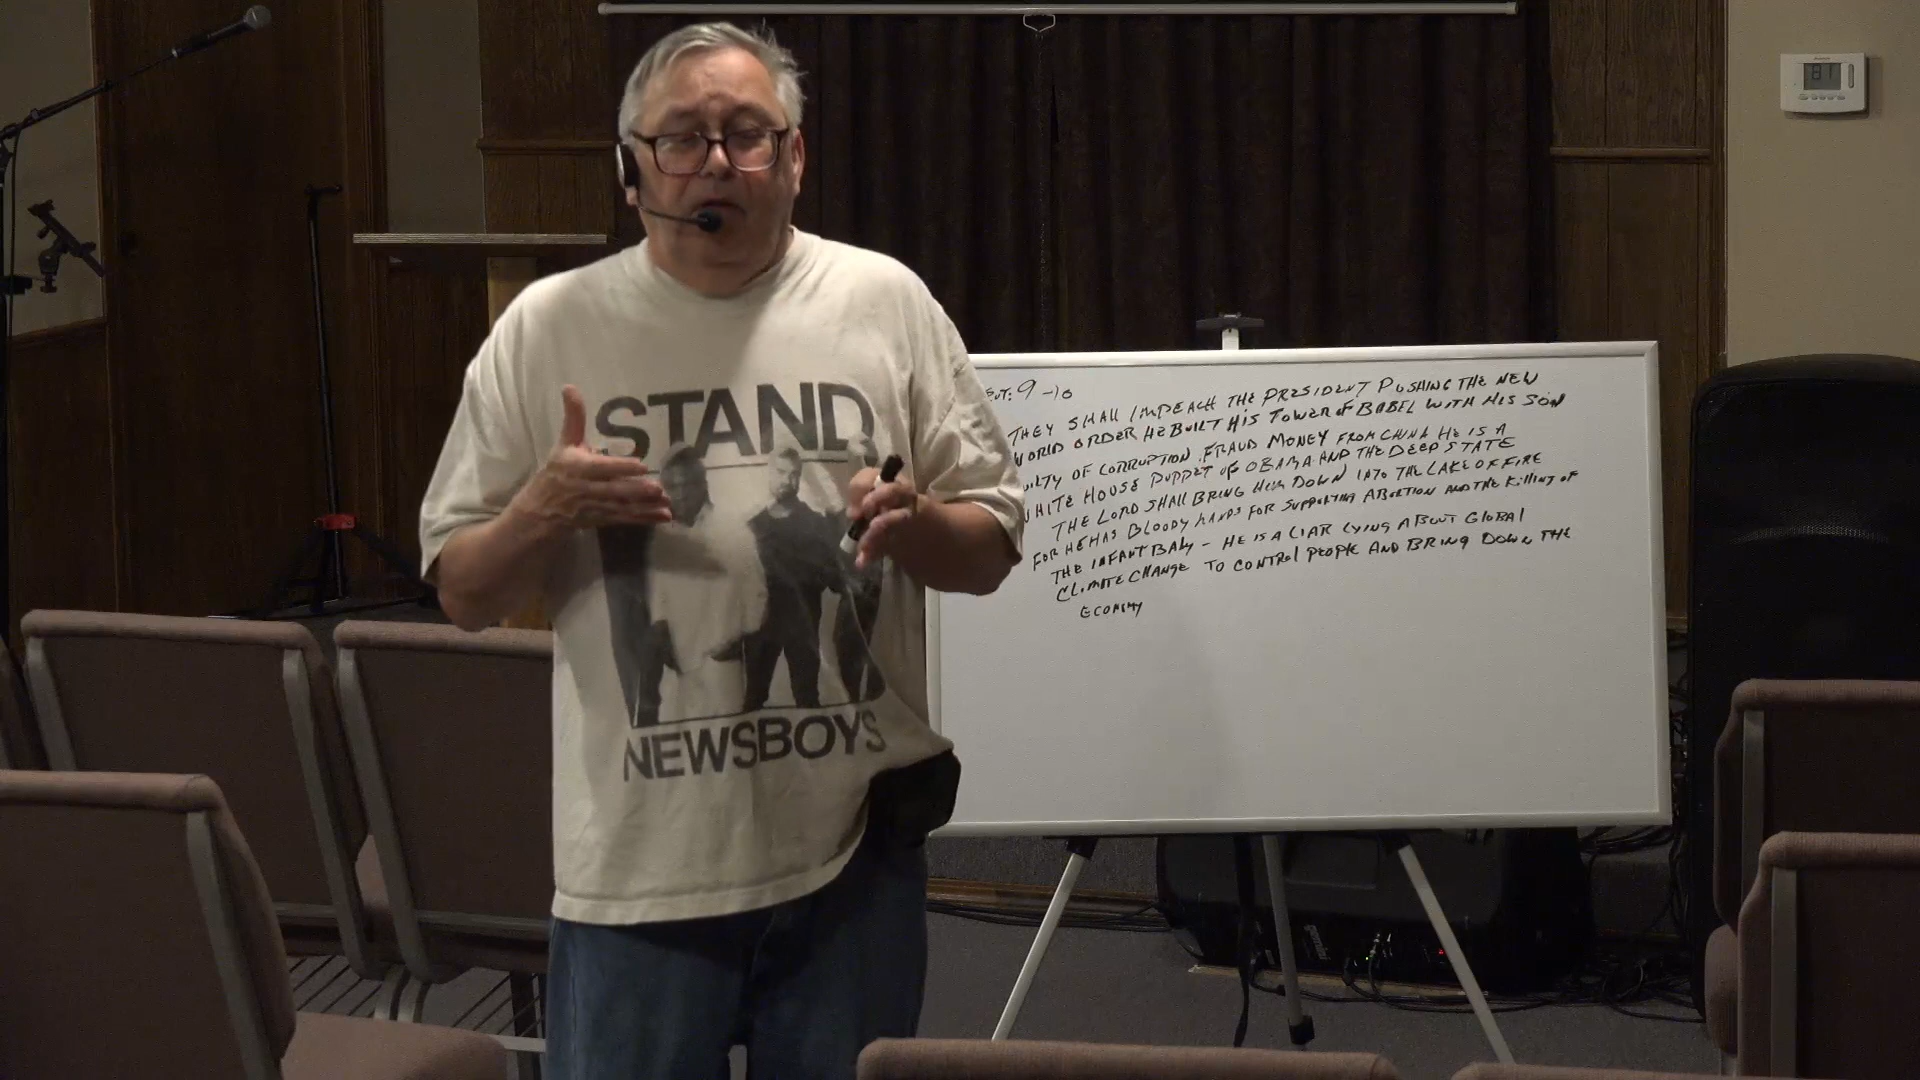 81
STAND
NEWSBOYS
9-10
THEY SHALL IMPEACH THE PRESIDENT PUSHING THE NEW
WORLD ORDER HE BUILT HIS TOWER OF BABEL WITH HIS SON
GUILTY OF CORRUPTION, FRAUD MONEY FROM CHINA HE IS A
WHITE HOUSE PUPPET OF OBAMA AND THE DEEP STATE
THE LORD SHALL BRING HIM DOWN INTO THE LAKE OF FIRE
FOR HE HAS BLOODY HANDS FOR SUPPORTING ABORTION AND THE KILLING OF
THE INFANT BABY - HE IS A LIAR LYING ABOUT GLOBAL
CLIMATE CHANGE TO CONTROL PEOPLE AND BRING DOWN THE
ECONOMY